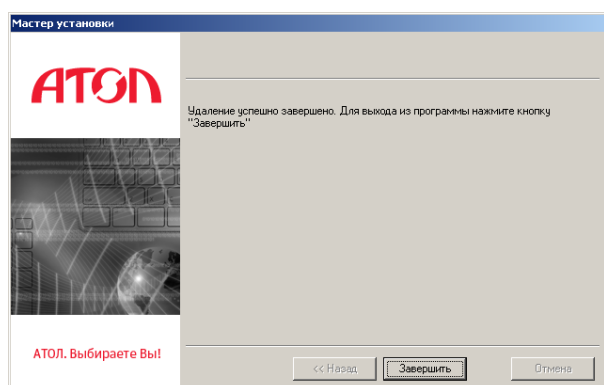 Мастер установки
АТОЛ
Удаление успешно завершено. Для выхода из программы нажмите кнопку
"Завершить"
АТОЛ. Выбираете Вы!
<< Назад
Завершить
Отмена